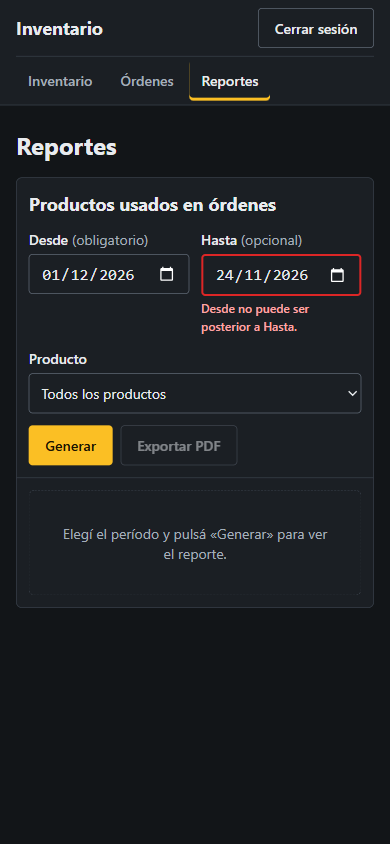 Inventario
Cerrar sesión
Inventario
Órdenes
Reportes
Reportes
Productos usados en órdenes
Desde (obligatorio)
Hasta (opcional)
01/12/2026
24/11/2026
Desde no puede ser
posterior a Hasta.
Producto
Todos los productos
Generar
Exportar PDF
Elegí el período y pulsá «Generar» para ver
el reporte.